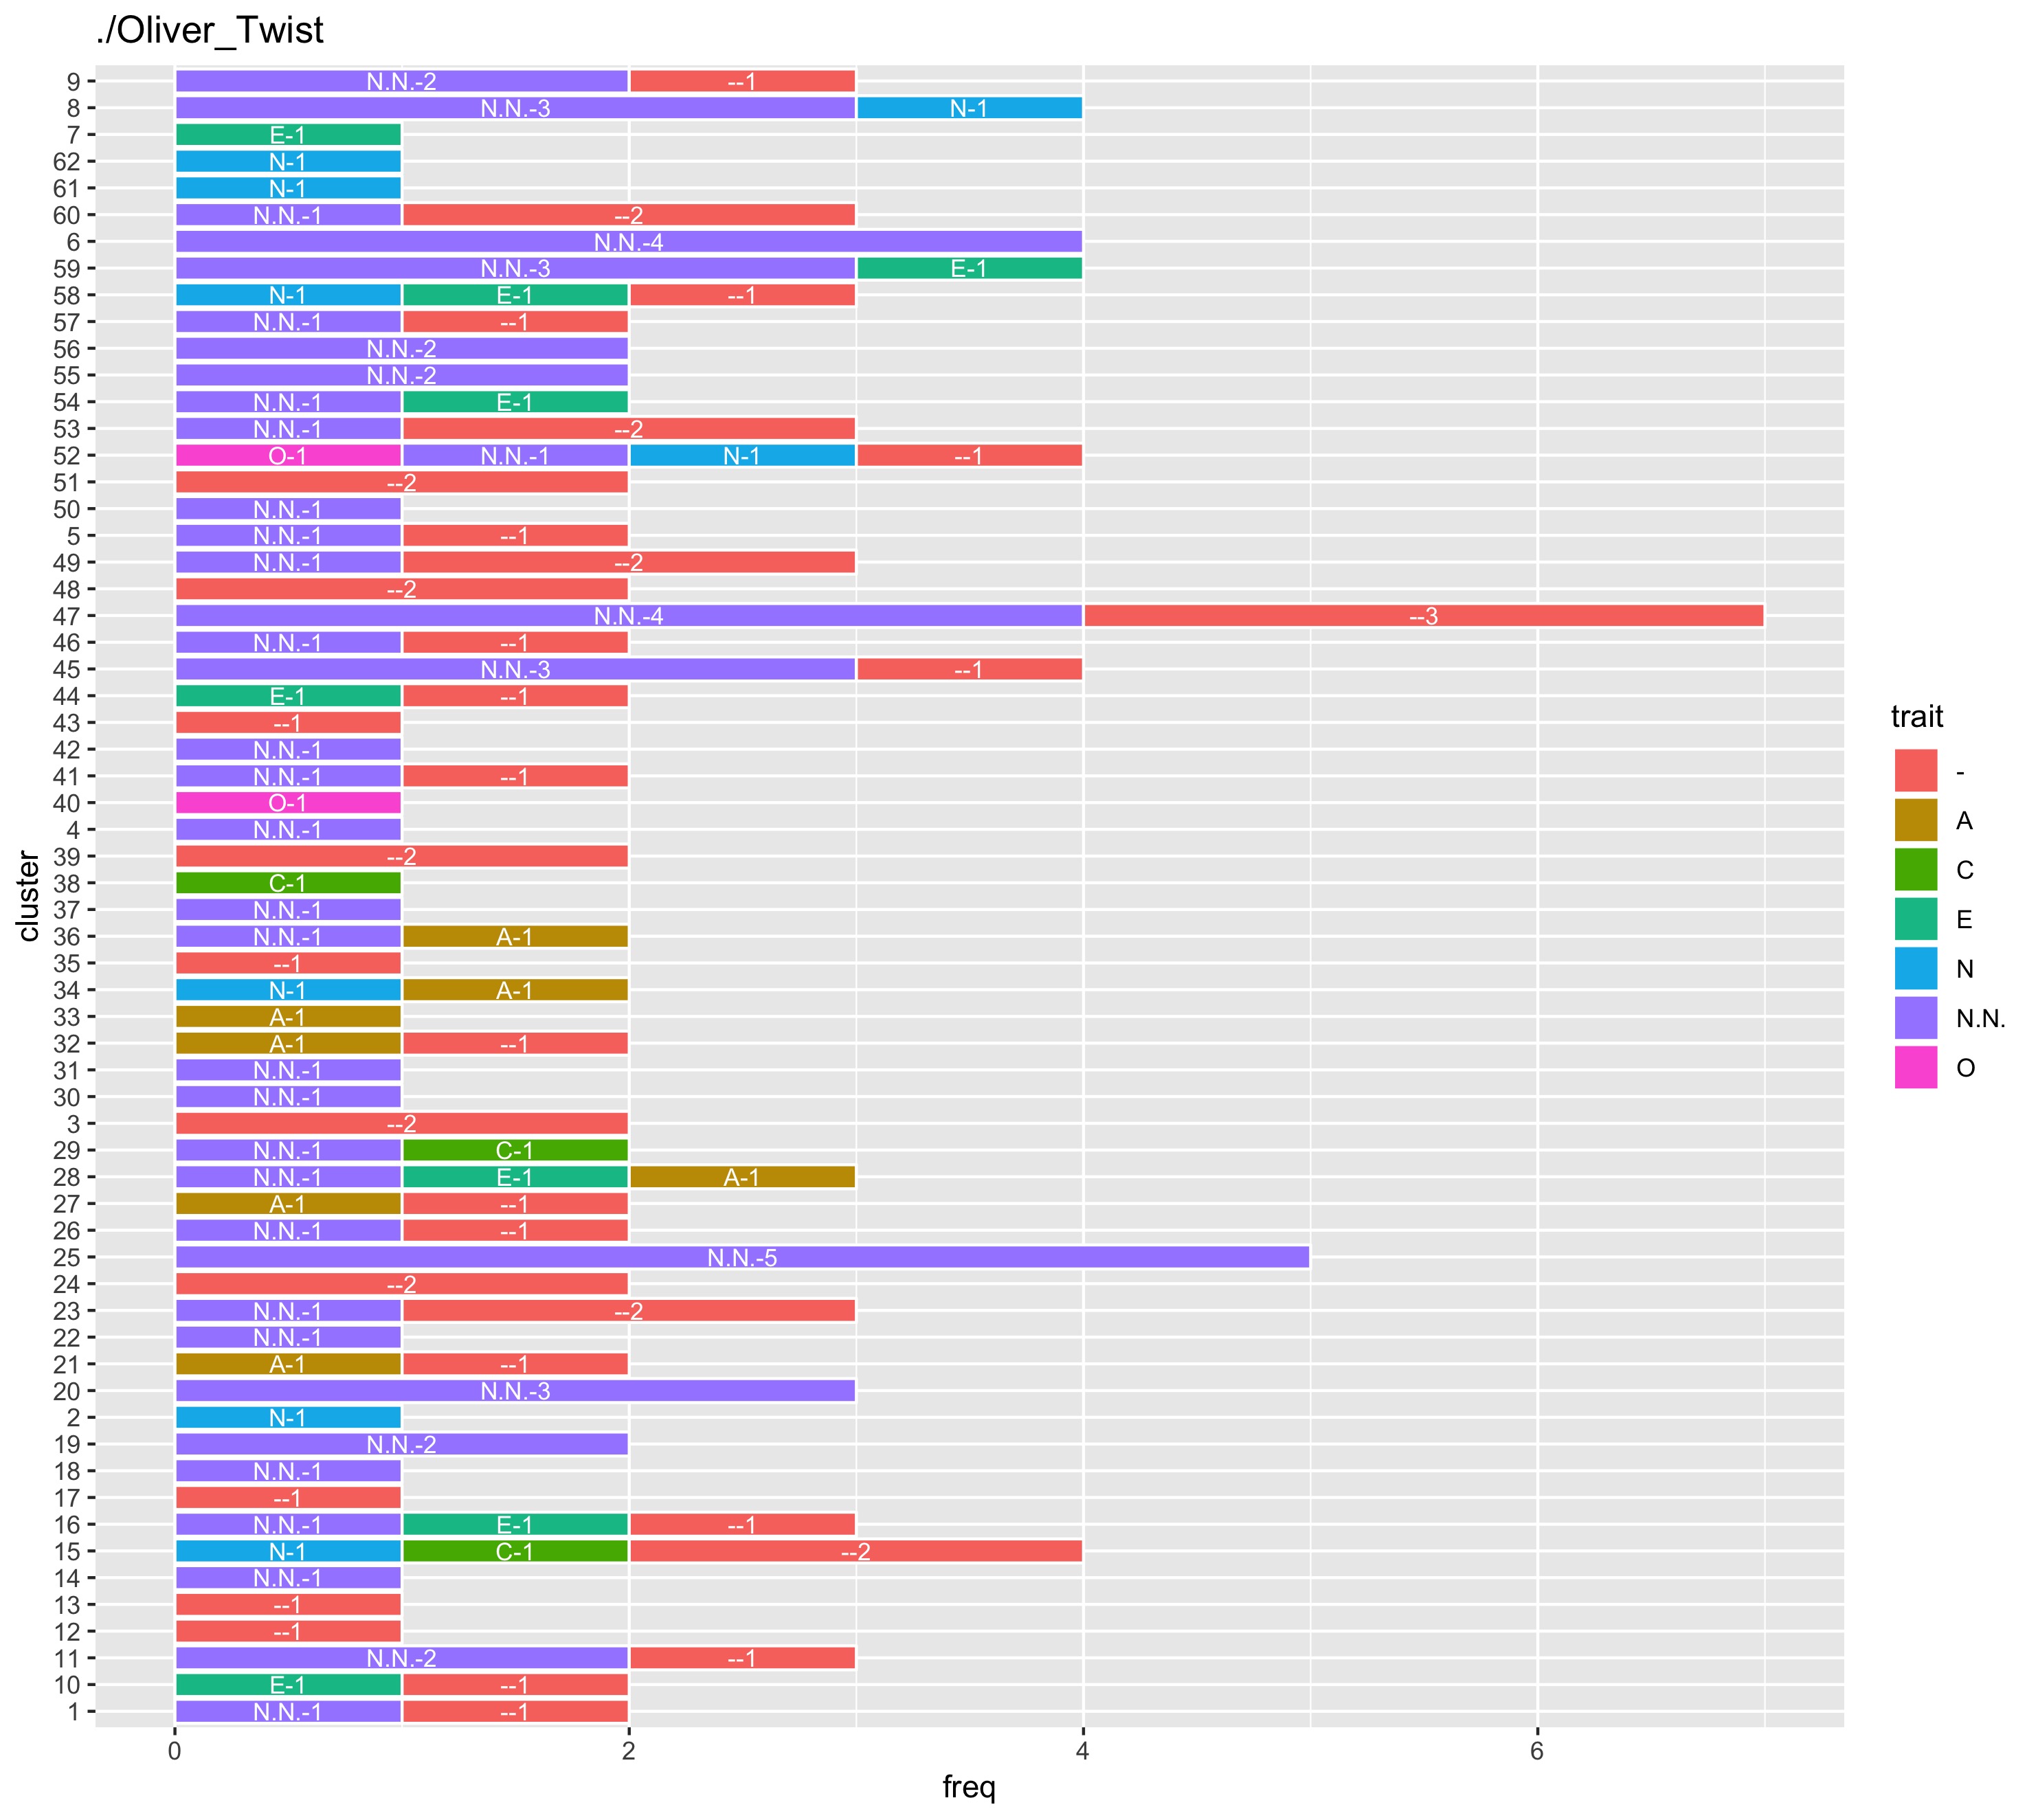 ./Oliver_Twist
9 N.N.-2 --1
8 N.N.-3 N-1
7 E-1
62 N-1
61 N-1
60 N.N.-1 --2
6 N.N.-4
59 N.N.-3 E-1
58 N-1 E-1 --1
57 N.N.-1 --1
56 N.N.-2
55 N.N.-2
54 N.N.-1 E-1
53 N.N.-1 --2
52 O-1 N.N.-1 N-1 --1
51 --2
50 N.N.-1
5 N.N.-1 --1
49 N.N.-1 --2
48 --2
47 N.N.-4 --3
46 N.N.-1 --1
45 N.N.-3 --1
44 E-1 --1
43 --1
42 N.N.-1
41 N.N.-1 --1
40 O-1
4 N.N.-1
39 --2
38 C-1
37 N.N.-1
36 N.N.-1 A-1
35 --1
34 N-1 A-1
33 A-1
32 A-1 --1
31 N.N.-1
30 N.N.-1
3 --2
29 N.N.-1 C-1
28 N.N.-1 E-1 A-1
27 A-1 --1
26 N.N.-1 --1
25 N.N.-5
24 --2
23 N.N.-1 --2
22 N.N.-1
21 A-1 --1
20 N.N.-3
2 N-1
19 N.N.-2
18 N.N.-1
17 --1
16 N.N.-1 E-1 --1
15 N-1 C-1 --2
14 N.N.-1
13 --1
12 --1
11 N.N.-2 --1
10 E-1 --1
1 N.N.-1 --1
0 2 4 6
freq
cluster
trait
-
A
C
E
N
N.N.
O